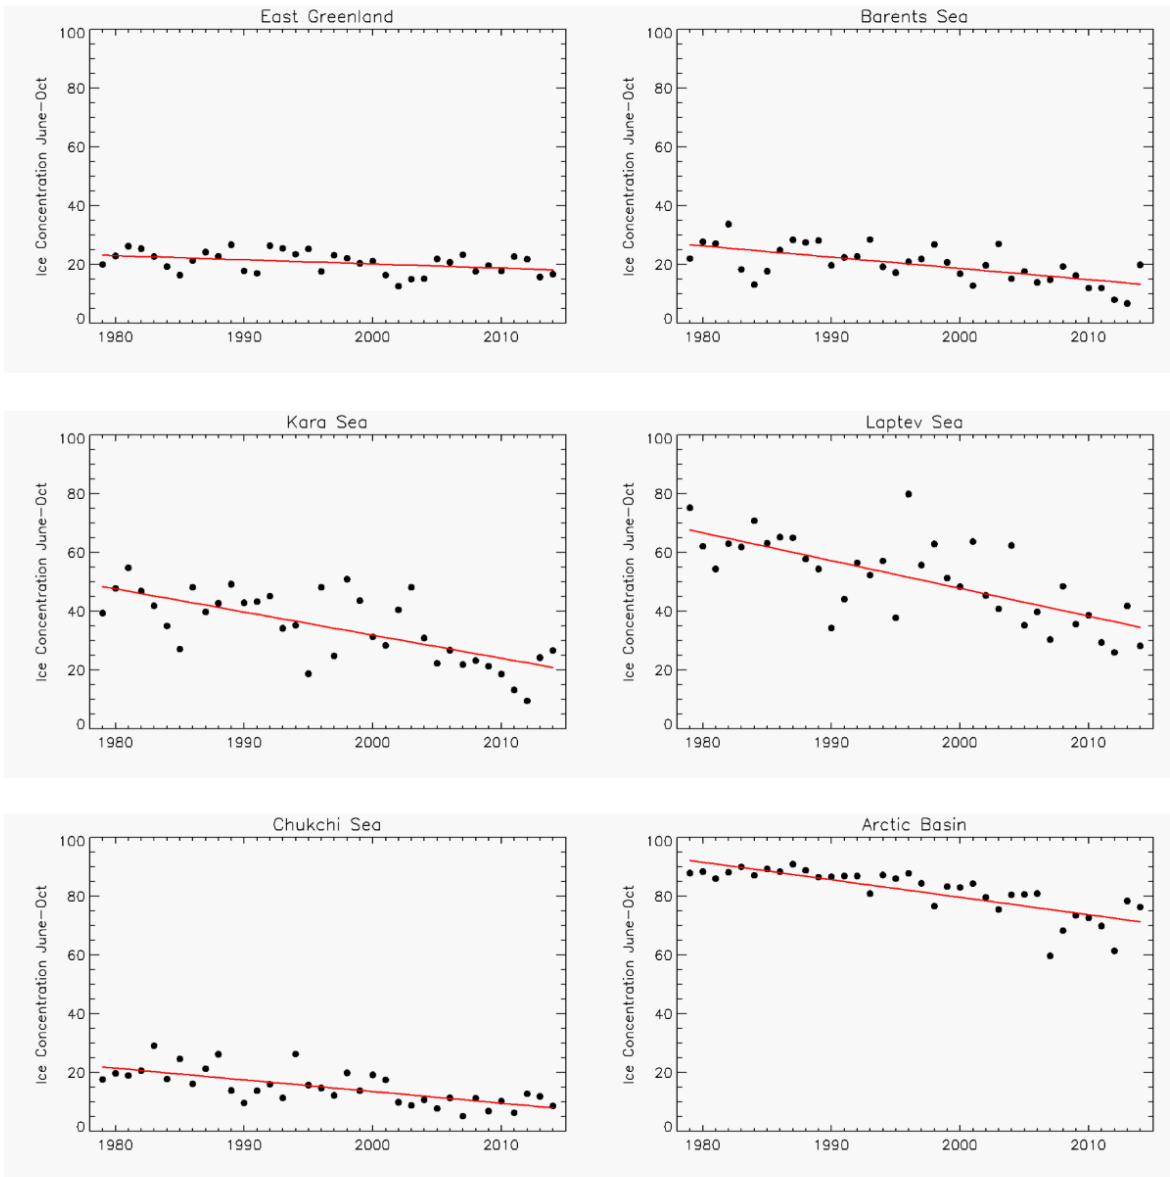 East Greenland
Ice Concentration June-Oct
100
80
60
40
20
0
1980 1990 2000 2010
Barents Sea
Ice Concentration June-Oct
100
80
60
40
20
0
1980 1990 2000 2010
Kara Sea
Ice Concentration June-Oct
100
80
60
40
20
0
1980 1990 2000 2010
Laptev Sea
Ice Concentration June-Oct
100
80
60
40
20
0
1980 1990 2000 2010
Chukchi Sea
Ice Concentration June-Oct
100
80
60
40
20
0
1980 1990 2000 2010
Arctic Basin
Ice Concentration June-Oct
100
80
60
40
20
0
1980 1990 2000 2010